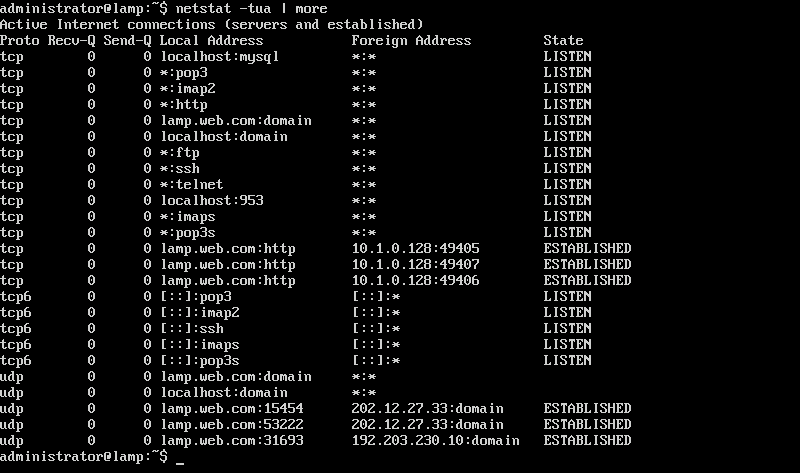 administrator@lamp:~$ netstat -tua | more
Active Internet connections (servers and established)
Proto Recv-Q Send-Q Local Address           Foreign Address         State
tcp        0      0 localhost:mysql         *:*                     LISTEN
tcp        0      0 *:pop3                  *:*                     LISTEN
tcp        0      0 *:imap2                 *:*                     LISTEN
tcp        0      0 *:http                  *:*                     LISTEN
tcp        0      0 lamp.web.com:domain     *:*                     LISTEN
tcp        0      0 localhost:domain        *:*                     LISTEN
tcp        0      0 *:ftp                   *:*                     LISTEN
tcp        0      0 *:ssh                   *:*                     LISTEN
tcp        0      0 *:telnet                *:*                     LISTEN
tcp        0      0 localhost:953           *:*                     LISTEN
tcp        0      0 *:imaps                 *:*                     LISTEN
tcp        0      0 *:pop3s                 *:*                     LISTEN
tcp        0      0 lamp.web.com:http       10.1.0.128:49405        ESTABLISHED
tcp        0      0 lamp.web.com:http       10.1.0.128:49407        ESTABLISHED
tcp        0      0 lamp.web.com:http       10.1.0.128:49406        ESTABLISHED
tcp6       0      0 [::]:pop3               [::]:*                  LISTEN
tcp6       0      0 [::]:imap2              [::]:*                  LISTEN
tcp6       0      0 [::]:ssh                [::]:*                  LISTEN
tcp6       0      0 [::]:imaps              [::]:*                  LISTEN
tcp6       0      0 [::]:pop3s              [::]:*                  LISTEN
udp        0      0 lamp.web.com:domain     *:*
udp        0      0 localhost:domain        *:*
udp        0      0 lamp.web.com:15454      202.12.27.33:domain     ESTABLISHED
udp        0      0 lamp.web.com:53222      202.12.27.33:domain     ESTABLISHED
udp        0      0 lamp.web.com:31693      192.203.230.10:domain   ESTABLISHED
administrator@lamp:~$ _